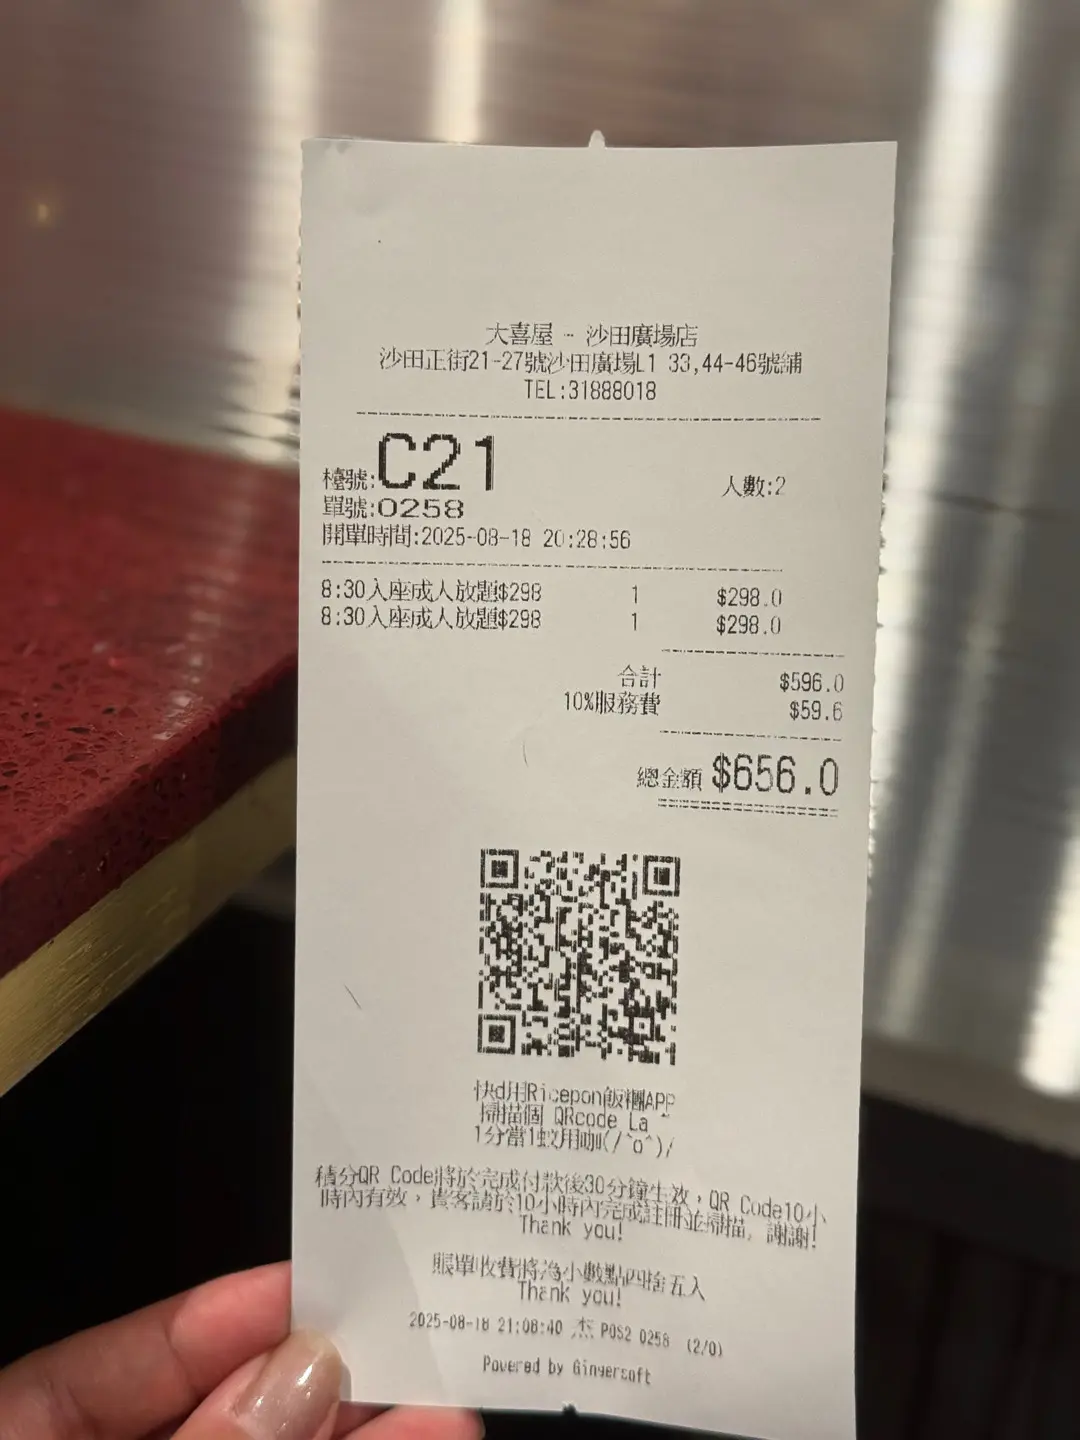 大喜屋 - 沙田廣場店
沙田正街21-27號沙田廣場L1 33,44-46號舖
TEL:31888018
檯號:C21
人數:2
單號:0258
開單時間:2025-08-18 20:28:56
8:30入座成人放題$298 1 $298.0
8:30入座成人放題$298 1 $298.0
合計 $596.0
10%服務費 $59.6
總金額 $656.0
快d用Ricepon飯糰APP
掃描個 QRcode La ~
1分當1蚊用㗎(/^o^)/
積分QR Code將於完成付款後30分鐘生效，QR Code10小
時內有效，貴客請於10小時內完成註冊並掃描, 謝謝!
Thank you!
賬單收費將為小數點四捨五入
Thank you!
2025-08-18 21:08:40 杰 POS2 0258 (2/0)
Powered by Gingersoft